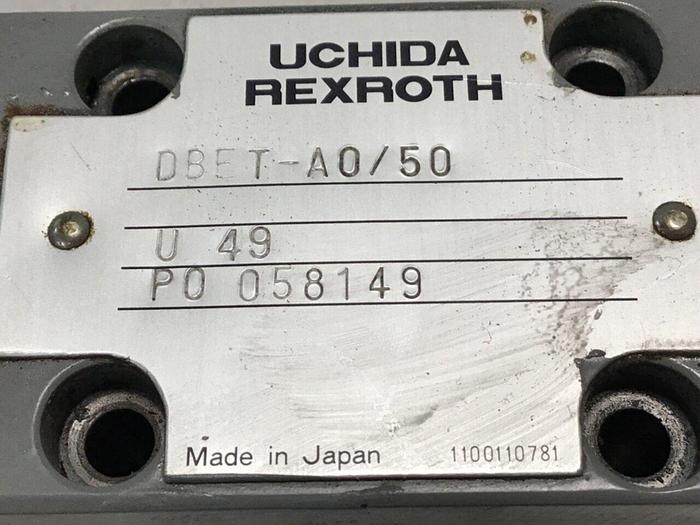 UCHIDA
REXROTH
DBET-A0/50
U 49
PO 058149
Made in Japan 1100110781